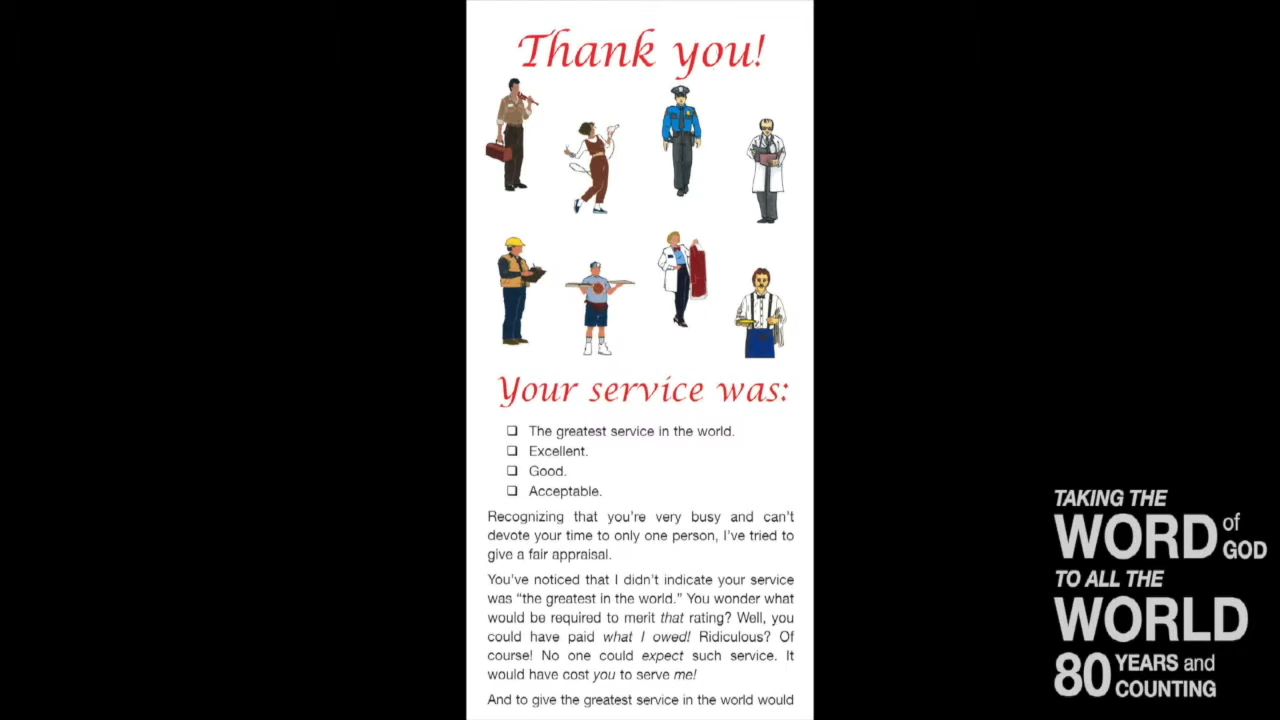 Thank you!
Your service was:
❑ The greatest service in the world.
❑ Excellent.
❑ Good.
❑ Acceptable.
Recognizing that you're very busy and can't
devote your time to only one person, I've tried to
give a fair appraisal.
You've noticed that I didn't indicate your service
was “the greatest in the world.” You wonder what
would be required to merit that rating? Well, you
could have paid what I owed! Ridiculous? Of
course! No one could expect such service. It
would have cost you to serve me!
And to give the greatest service in the world would
TAKING THE
WORD of GOD
TO ALL THE
WORLD
80 YEARS and
COUNTING